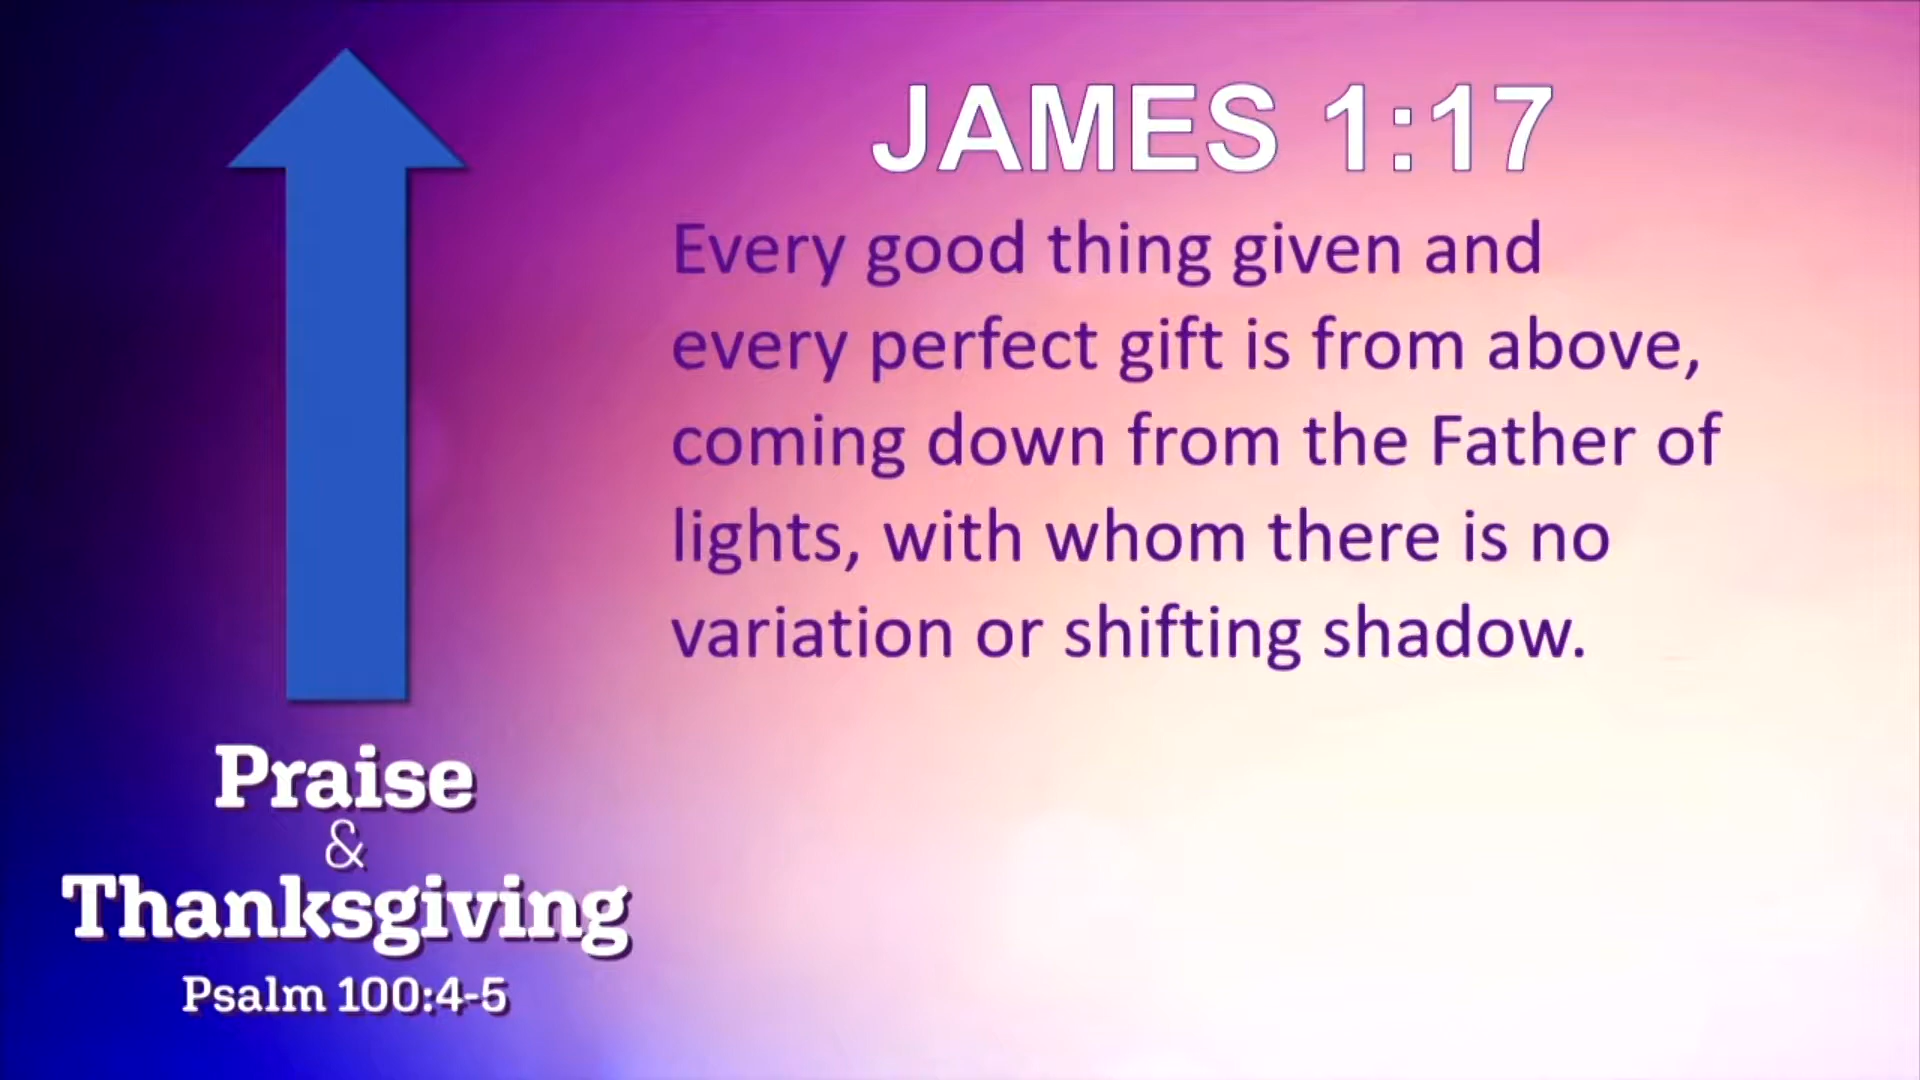 JAMES 1:17
Every good thing given and
every perfect gift is from above,
coming down from the Father of
lights, with whom there is no
variation or shifting shadow.
Praise
&
Thanksgiving
Psalm 100:4-5